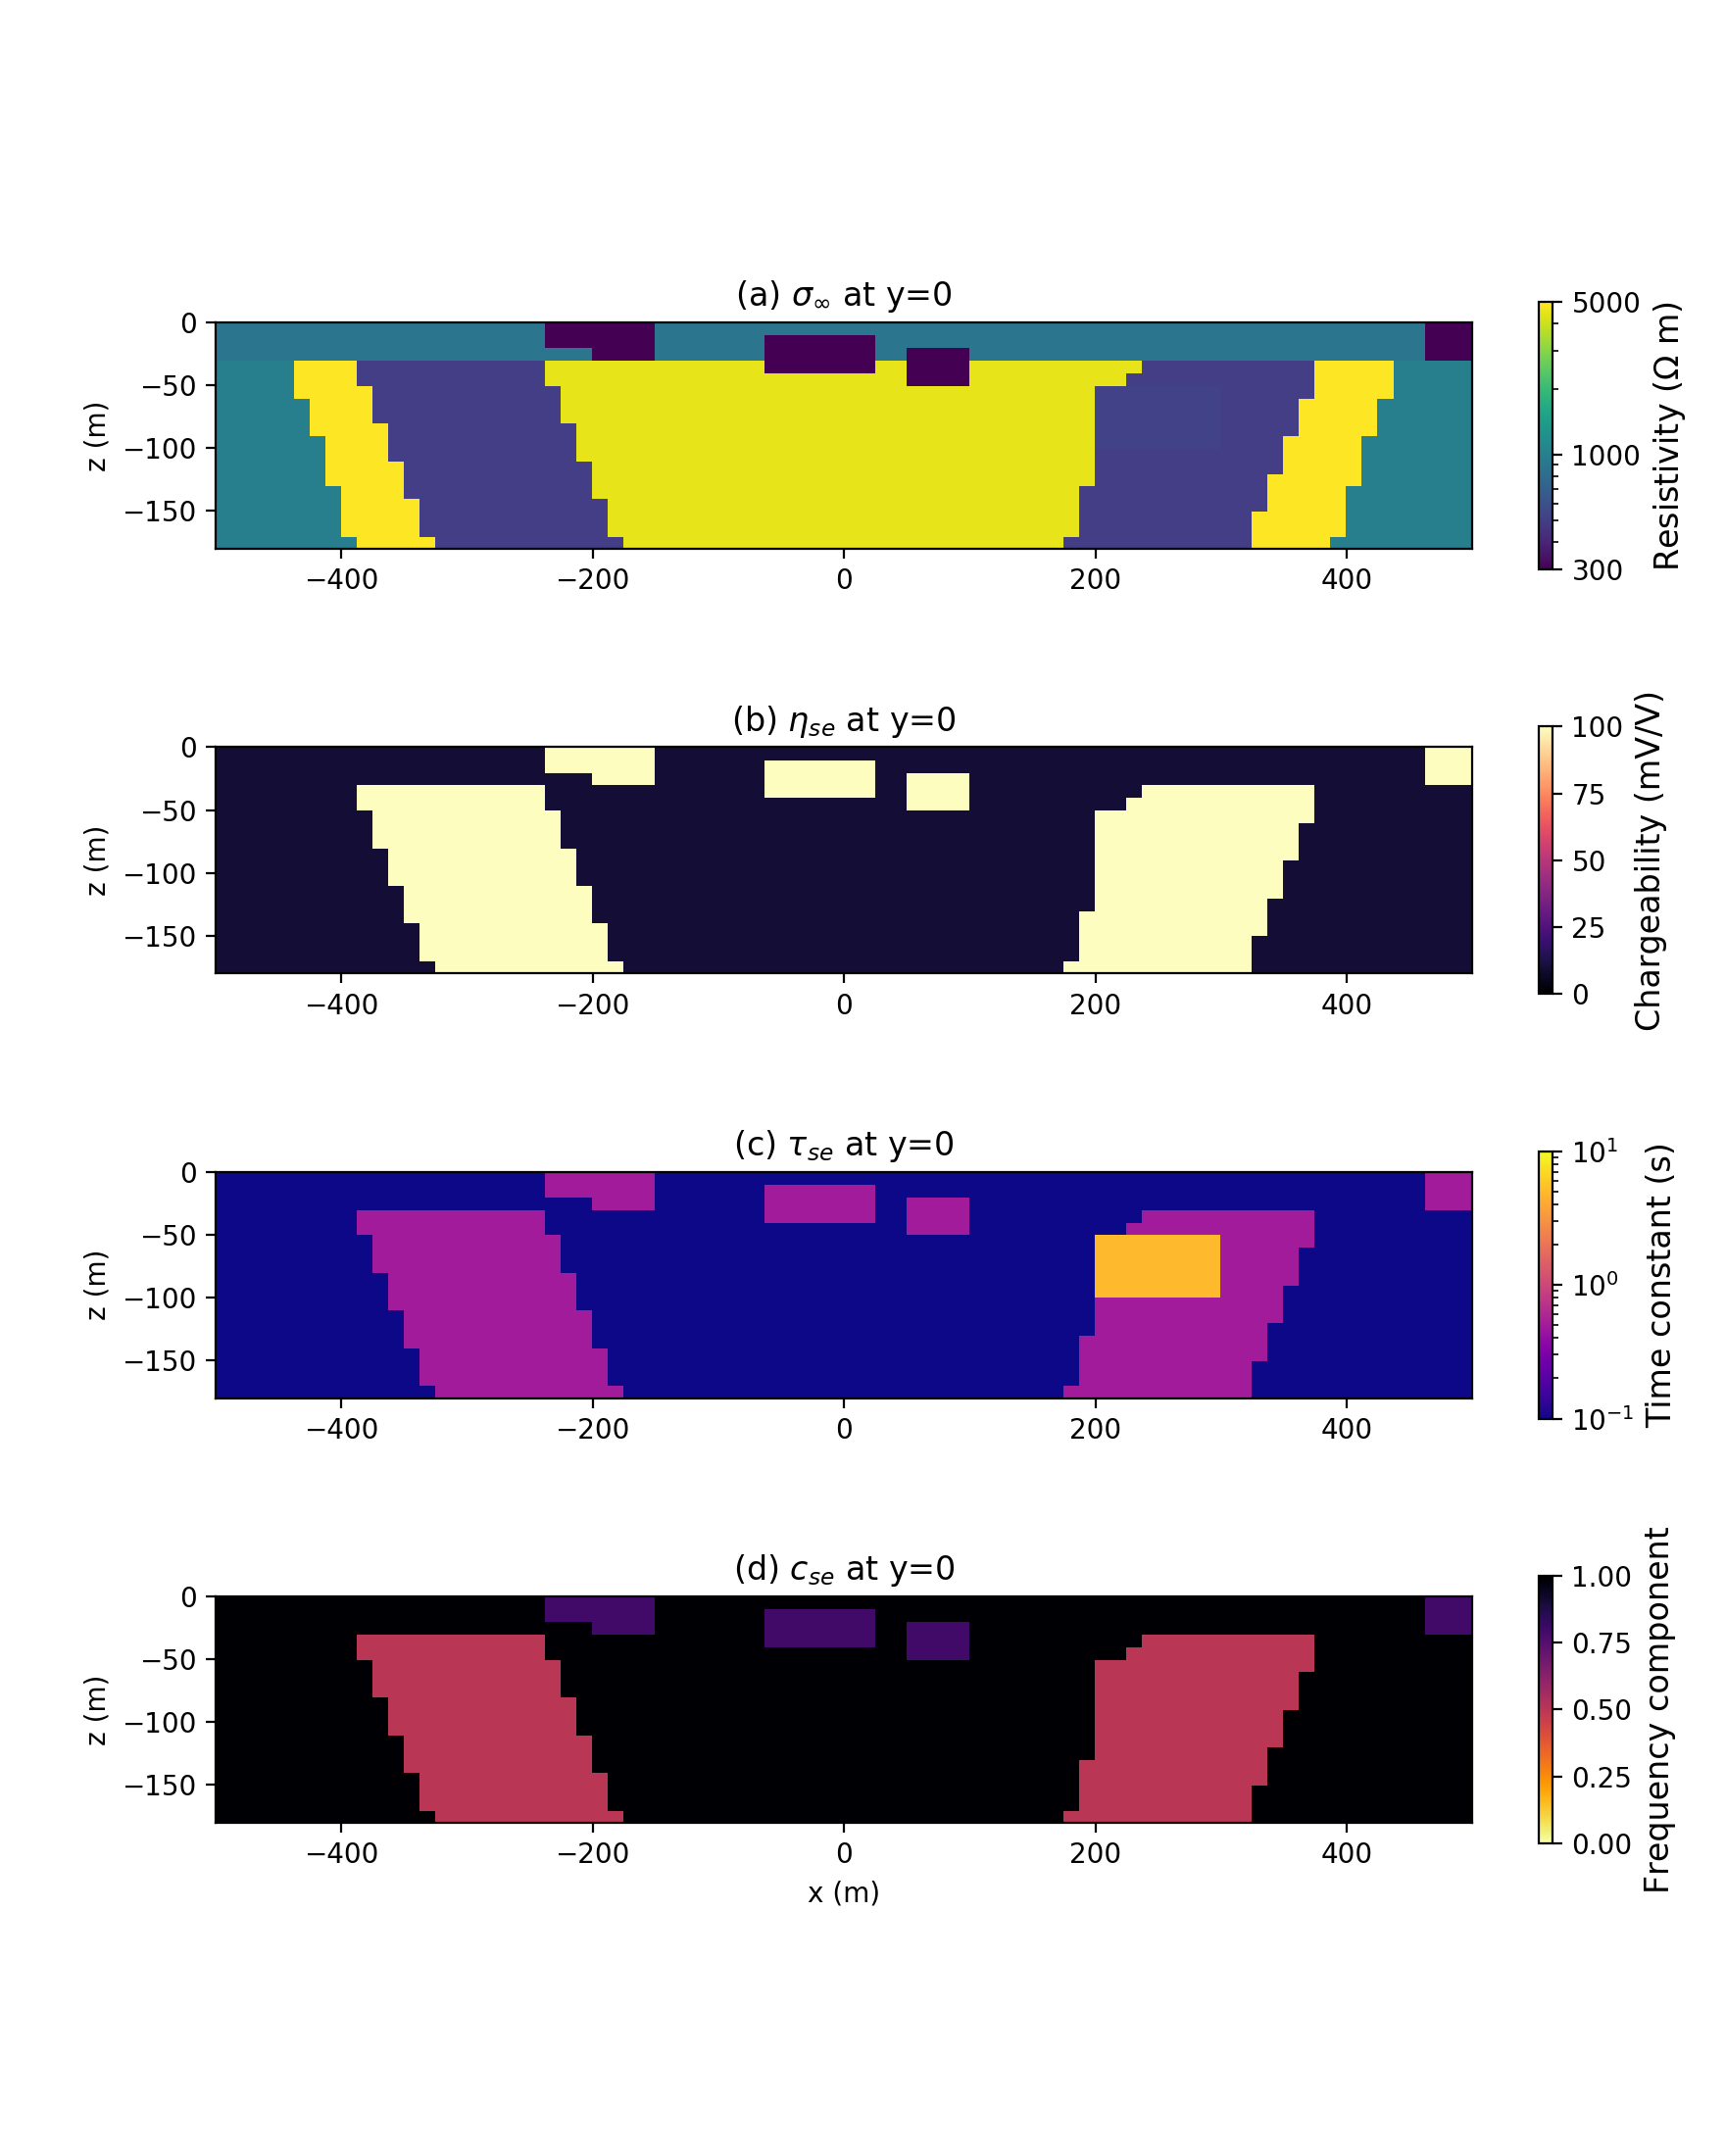 (a) σ∞ at y=0
0
−50
−100
−150
z (m)
−400 −200 0 200 400
5000
1000
300
Resistivity (Ω m)
(b) ηse at y=0
0
−50
−100
−150
z (m)
−400 −200 0 200 400
100
75
50
25
0
Chargeability (mV/V)
(c) τse at y=0
0
−50
−100
−150
z (m)
−400 −200 0 200 400
10¹
10⁰
10⁻¹
Time constant (s)
(d) cse at y=0
0
−50
−100
−150
z (m)
−400 −200 0 200 400
x (m)
1.00
0.75
0.50
0.25
0.00
Frequency component